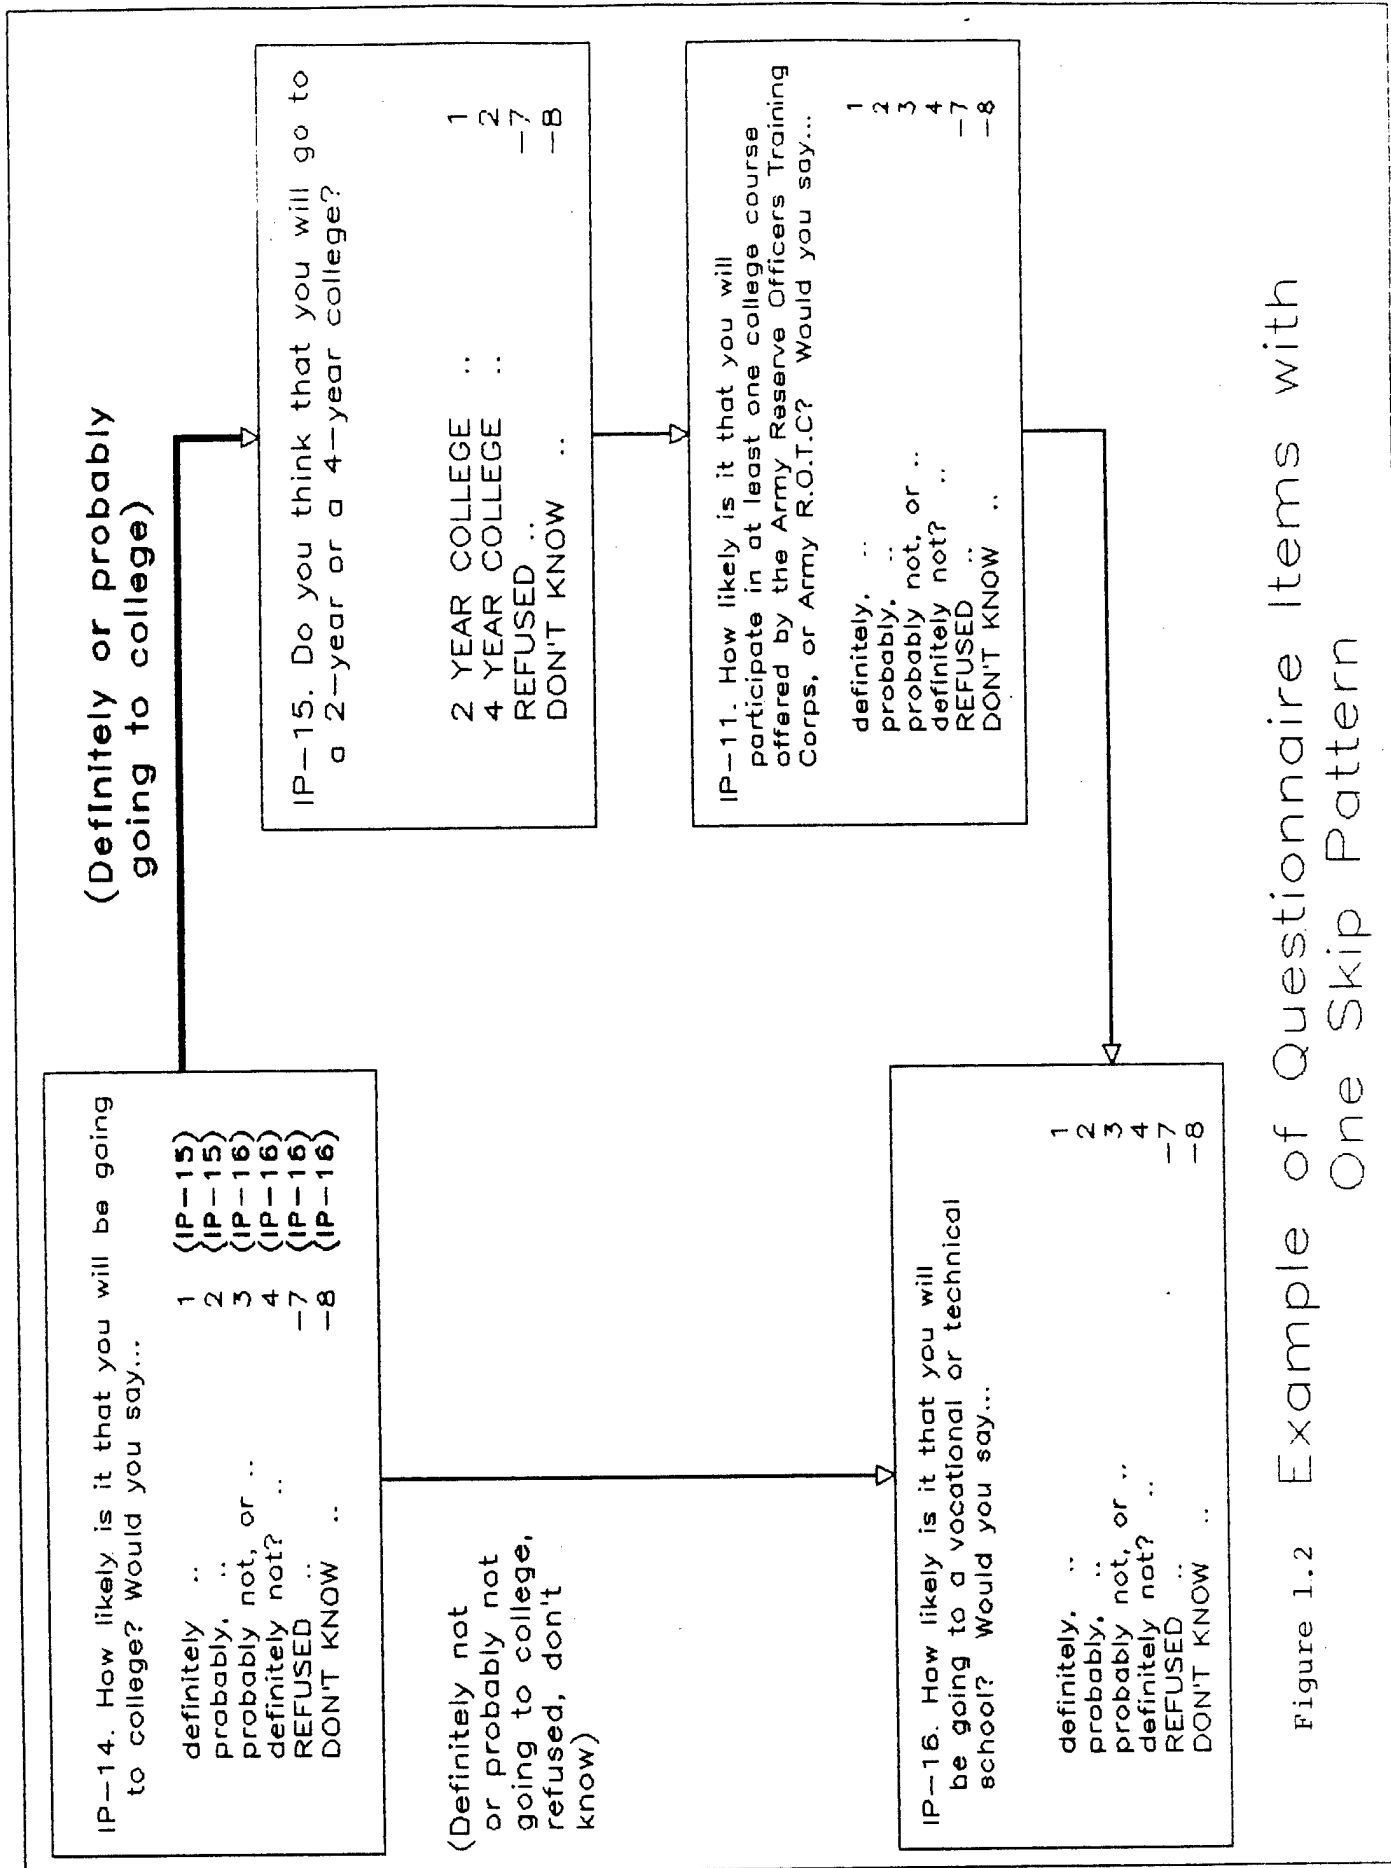 IP-14. How likely is it that you will be going
to college? Would you say...
definitely .. 1 (IP-15)
probably, .. 2 (IP-15)
probably not, or .. 3 (IP-16)
definitely not? .. 4 (IP-16)
REFUSED .. -7 (IP-16)
DON'T KNOW .. -8 (IP-16)
(Definitely or probably
going to college)
IP-15. Do you think that you will go to
a 2-year or a 4-year college?
2 YEAR COLLEGE .. 1
4 YEAR COLLEGE .. 2
REFUSED .. -7
DON'T KNOW .. -8
(Definitely not
or probably not
going to college,
refused, don't
know)
IP-11. How likely is it that you will
participate in at least one college course
offered by the Army Reserve Officers Training
Corps, or Army R.O.T.C? Would you say...
definitely, .. 1
probably, .. 2
probably not, or .. 3
definitely not? .. 4
REFUSED .. -7
DON'T KNOW .. -8
IP-16. How likely is it that you will
be going to a vocational or technical
school? Would you say...
definitely, .. 1
probably, .. 2
probably not, or .. 3
definitely not? .. 4
REFUSED .. -7
DON'T KNOW .. -8
Figure 1.2 Example of Questionnaire Items with
One Skip Pattern